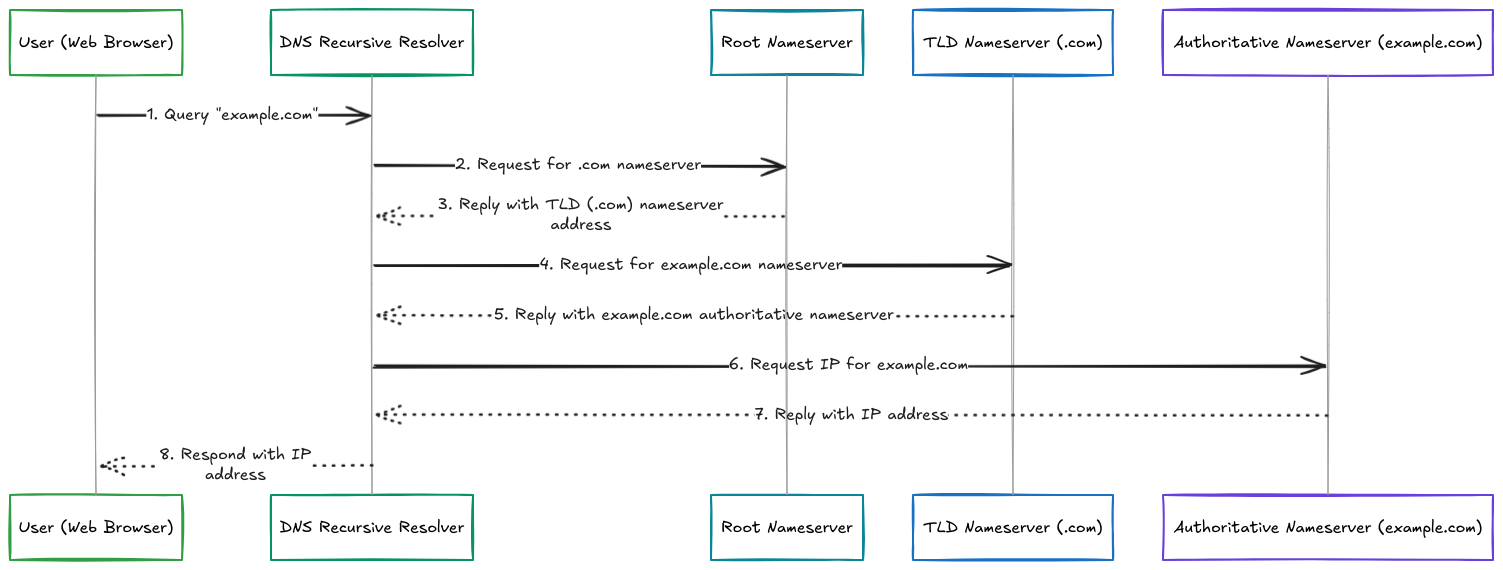 User (Web Browser)
DNS Recursive Resolver
Root Nameserver
TLD Nameserver (.com)
Authoritative Nameserver (example.com)
1. Query "example.com"
2. Request for .com nameserver
3. Reply with TLD (.com) nameserver
address
4. Request for example.com nameserver
5. Reply with example.com authoritative nameserver
6. Request IP for example.com
7. Reply with IP address
8. Respond with IP
address
User (Web Browser)
DNS Recursive Resolver
Root Nameserver
TLD Nameserver (.com)
Authoritative Nameserver (example.com)